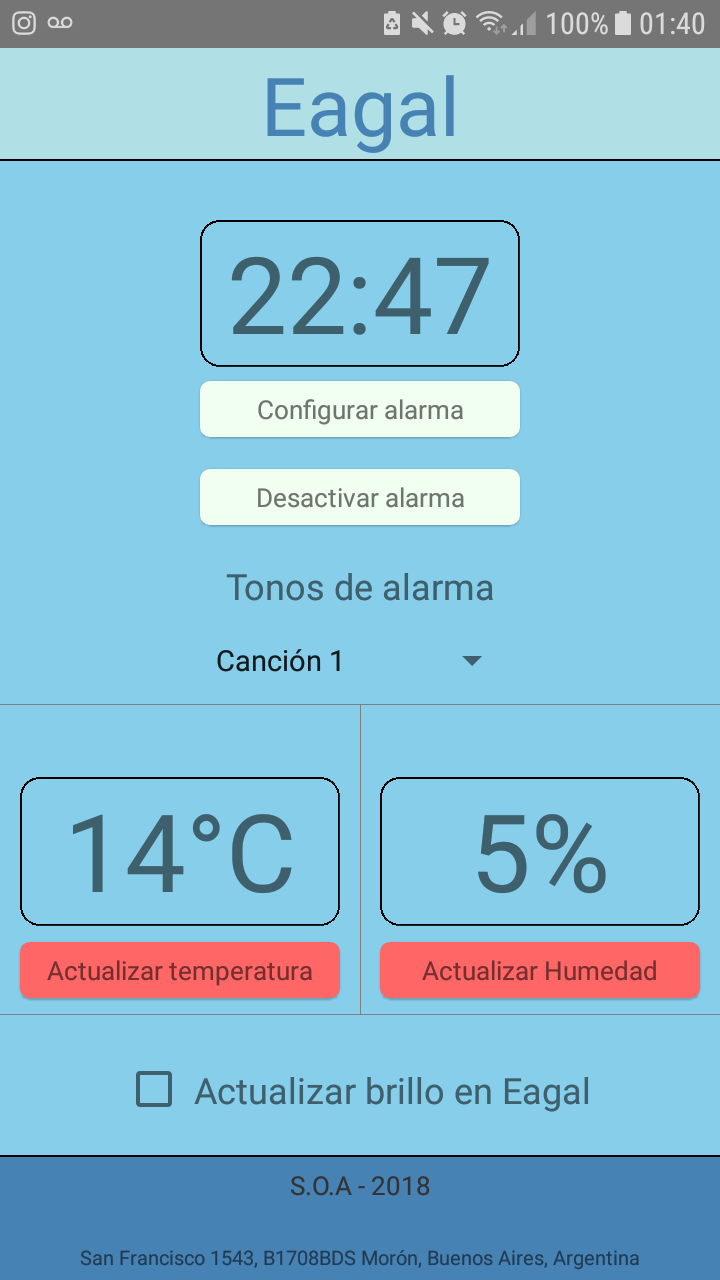 100% 01:40
Eagal
22:47
Configurar alarma
Desactivar alarma
Tonos de alarma
Canción 1
14°C 5%
Actualizar temperatura Actualizar Humedad
Actualizar brillo en Eagal
S.O.A - 2018
San Francisco 1543, B1708BDS Morón, Buenos Aires, Argentina